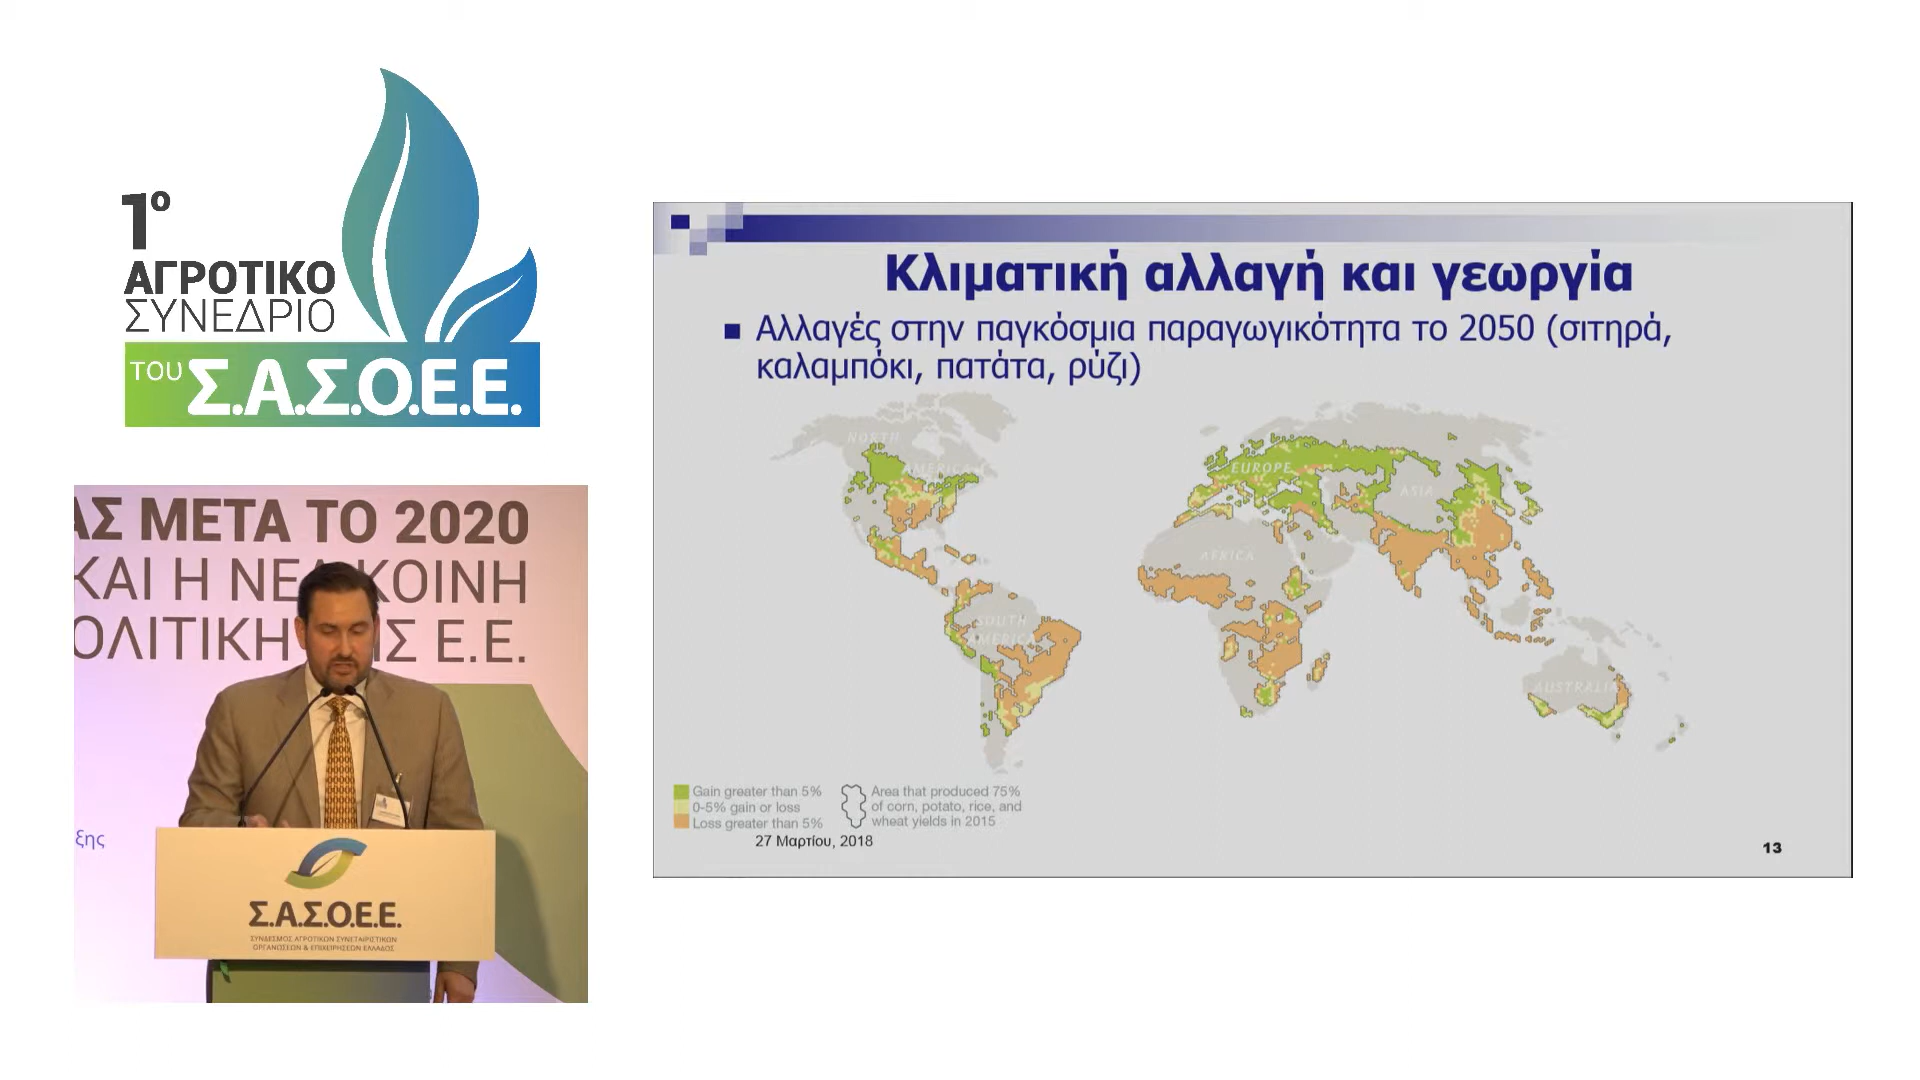 1º
ΑΓΡΟΤΙΚΟ
ΣΥΝΕΔΡΙΟ
ΤΟΥ Σ.Α.Σ.Ο.Ε.Ε.
ΑΣ ΜΕΤΑ ΤΟ 2020
ΚΑΙ Η ΝΕΑ ΚΟΙΝΗ
ΟΛΙΤΙΚΗ ΤΗΣ Ε.Ε.
ξης
Σ.Α.Σ.Ο.Ε.Ε.
ΣΥΝΔΕΣΜΟΣ ΑΓΡΟΤΙΚΩΝ ΣΥΝΕΤΑΙΡΙΣΤΙΚΩΝ
ΟΡΓΑΝΩΣΕΩΝ & ΕΠΙΧΕΙΡΗΣΕΩΝ ΕΛΛΑΔΟΣ
Κλιματική αλλαγή και γεωργία
Αλλαγές στην παγκόσμια παραγωγικότητα το 2050 (σιτηρά,
καλαμπόκι, πατάτα, ρύζι)
NORTH
AMERICA
EUROPE
ASIA
AFRICA
SOUTH
AMERICA
AUSTRALIA
Gain greater than 5%
0-5% gain or loss
Loss greater than 5%
Area that produced 75%
of corn, potato, rice, and
wheat yields in 2015
27 Μαρτίου, 2018
13